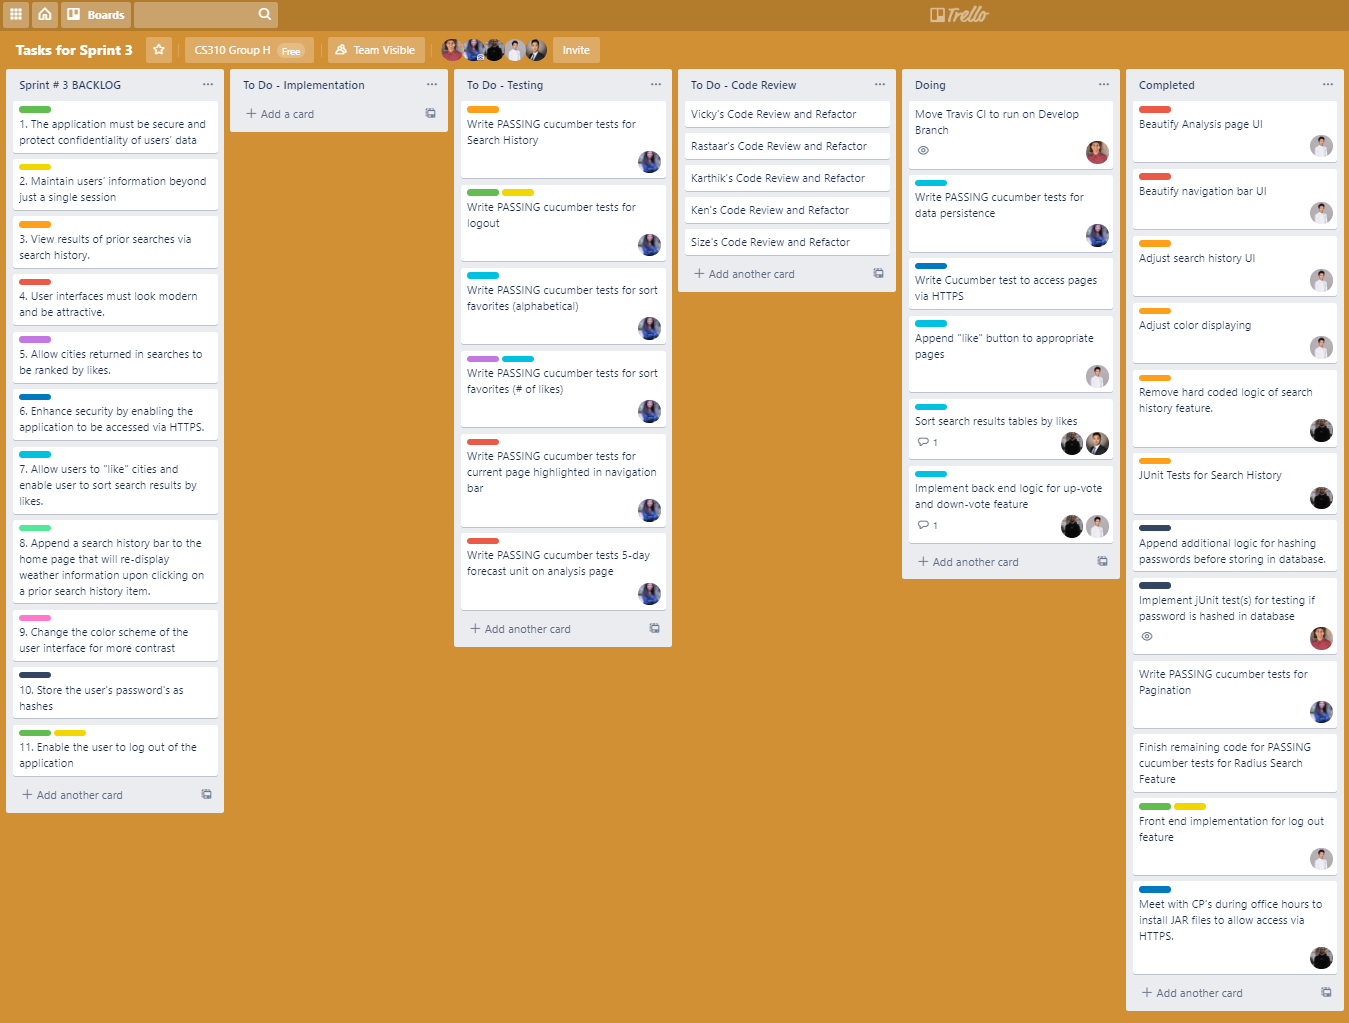 Boards
Trello
Tasks for Sprint 3
CS310 Group H
Free
Team Visible
Invite
Sprint # 3 BACKLOG
1. The application must be secure and
protect confidentiality of users' data
2. Maintain users' information beyond
just a single session
3. View results of prior searches via
search history.
4. User interfaces must look modern
and be attractive.
5. Allow cities returned in searches to
be ranked by likes.
6. Enhance security by enabling the
application to be accessed via HTTPS.
7. Allow users to "like" cities and
enable user to sort search results by
likes.
8. Append a search history bar to the
home page that will re-display
weather information upon clicking on
a prior search history item.
9. Change the color scheme of the
user interface for more contrast
10. Store the user's password's as
hashes
11. Enable the user to log out of the
application
+ Add another card
To Do - Implementation
+ Add a card
To Do - Testing
Write PASSING cucumber tests for
Search History
Write PASSING cucumber tests for
logout
Write PASSING cucumber tests for sort
favorites (alphabetical)
Write PASSING cucumber tests for sort
favorites (# of likes)
Write PASSING cucumber tests for
current page highlighted in navigation
bar
Write PASSING cucumber tests 5-day
forecast unit on analysis page
+ Add another card
To Do - Code Review
Vicky's Code Review and Refactor
Rastaar's Code Review and Refactor
Karthik's Code Review and Refactor
Ken's Code Review and Refactor
Size's Code Review and Refactor
+ Add another card
Doing
Move Travis CI to run on Develop
Branch
Write PASSING cucumber tests for
data persistence
Write Cucumber test to access pages
via HTTPS
Append "like" button to appropriate
pages
Sort search results tables by likes
1
Implement back end logic for up-vote
and down-vote feature
1
+ Add another card
Completed
Beautify Analysis page UI
Beautify navigation bar UI
Adjust search history UI
Adjust color displaying
Remove hard coded logic of search
history feature.
JUnit Tests for Search History
Append additional logic for hashing
passwords before storing in database.
Implement jUnit test(s) for testing if
password is hashed in database
Write PASSING cucumber tests for
Pagination
Finish remaining code for PASSING
cucumber tests for Radius Search
Feature
Front end implementation for log out
feature
Meet with CP's during office hours to
install JAR files to allow access via
HTTPS.
+ Add another card